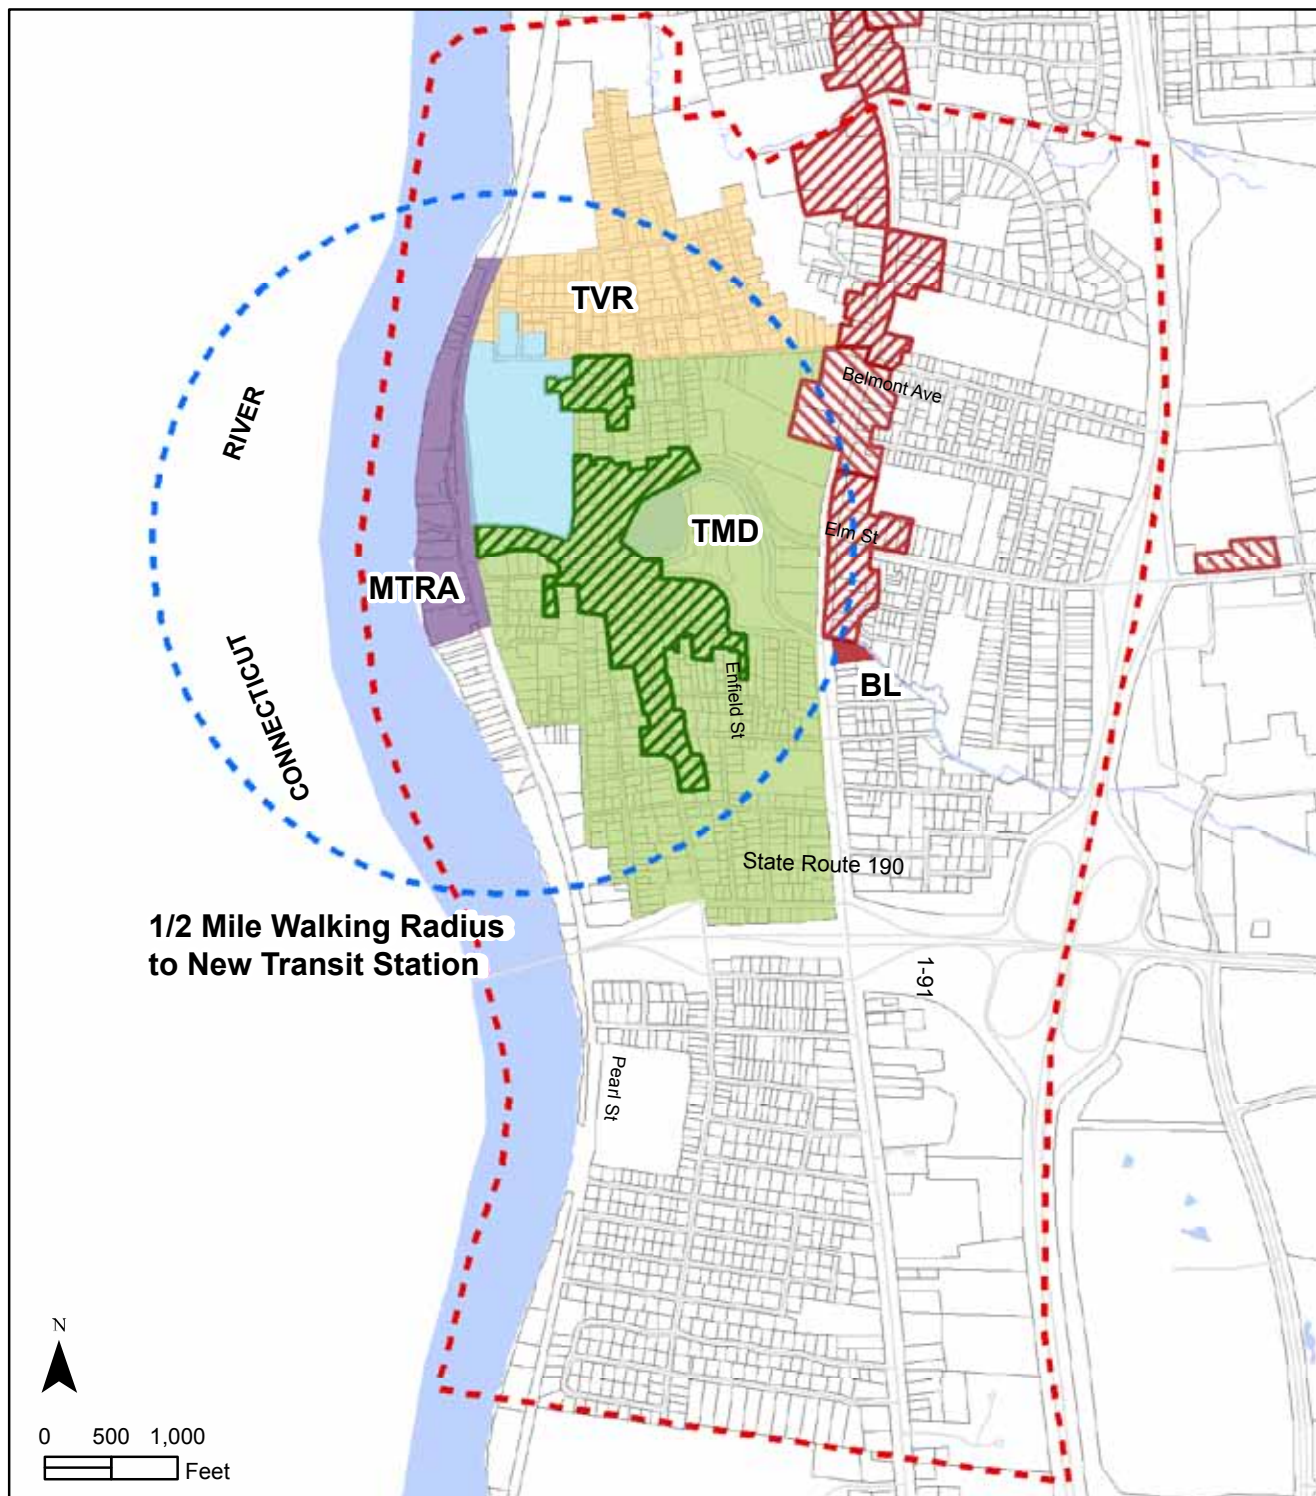 TVR
Belmont Ave
RIVER
TMD
Elm St
MTRA
CONNECTICUT
Enfield St
BL
State Route 190
1/2 Mile Walking Radius
to New Transit Station
1-91
Pearl St
N
0 500 1,000
Feet